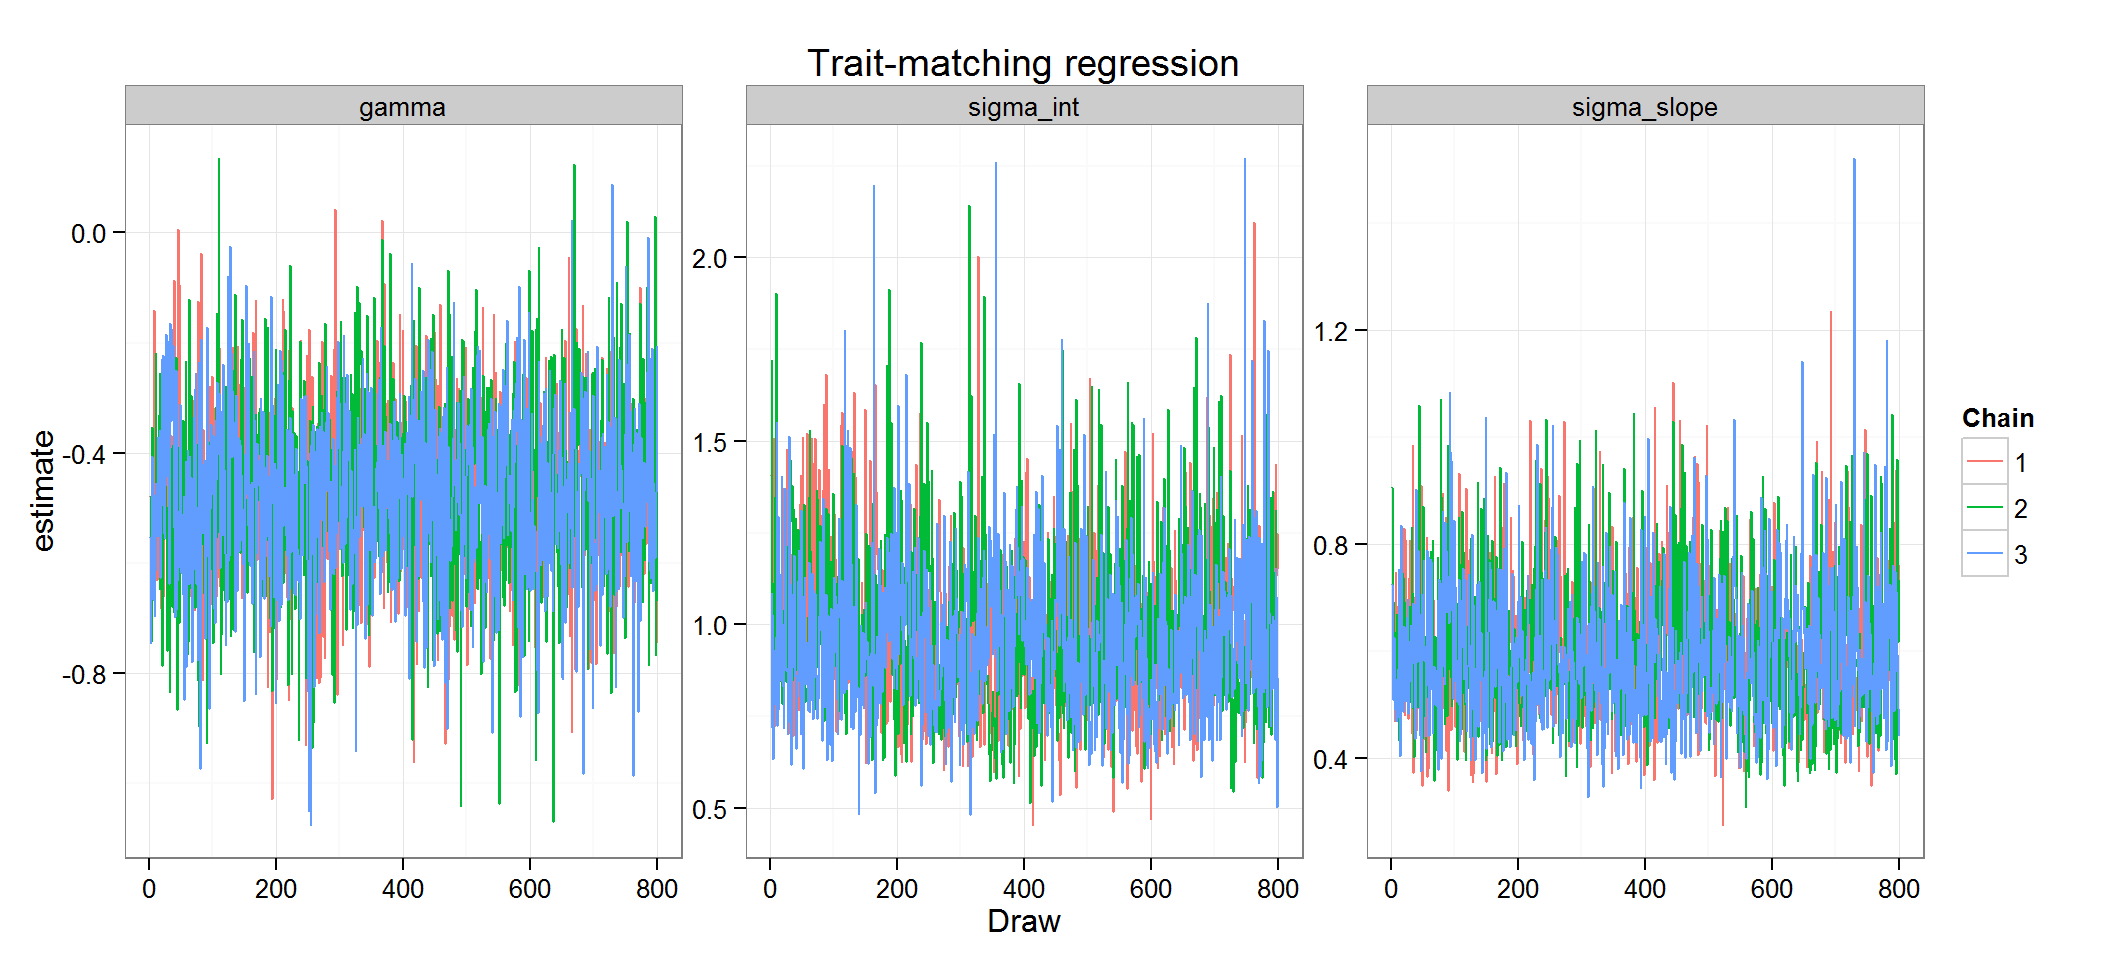 Trait-matching regression
gamma
sigma_int
sigma_slope
estimate
0.0
-0.4
-0.8
0 200 400 600 800
2.0
1.5
1.0
0.5
0 200 400 600 800
1.2
0.8
0.4
0 200 400 600 800
Draw
Chain
1
2
3